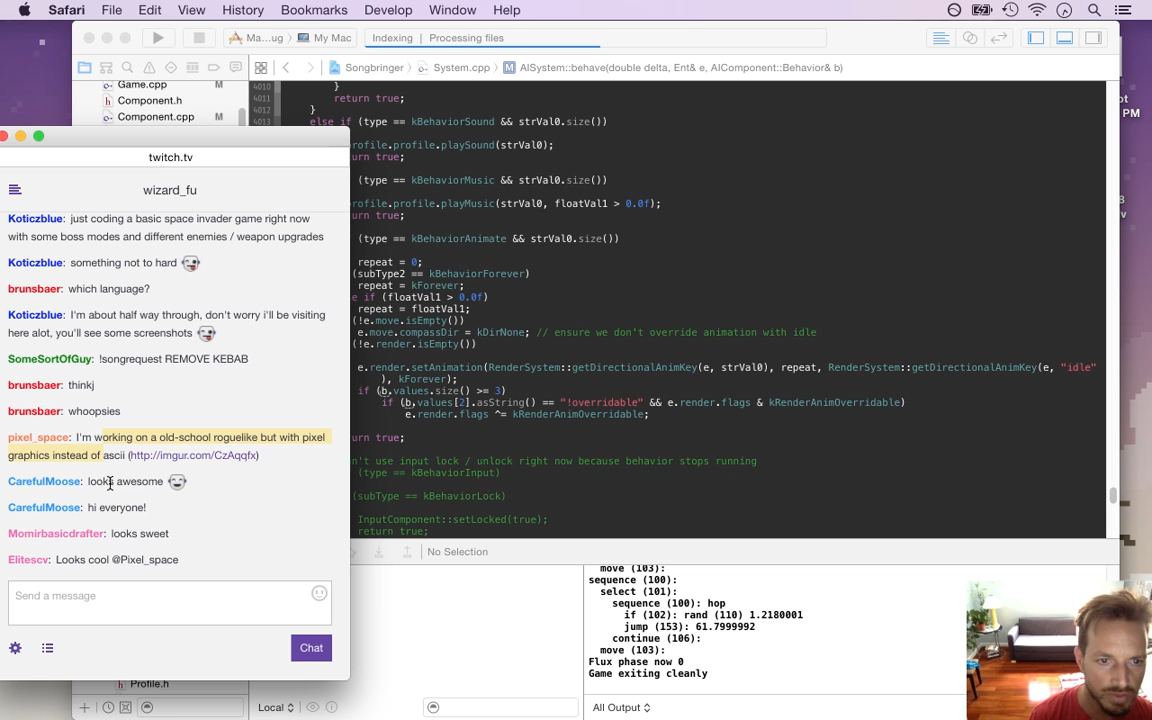 Safari File Edit View History Bookmarks Develop Window Help
Ma...ug My Mac Indexing | Processing files
Songbringer System.cpp M AISystem::behave(double delta, Ent& e, AIComponent::Behavior& b)
Game.cpp M
Component.h
Component.cpp M
4010 }
4011 return true;
4012 }
4013 else if (type == kBehaviorSound && strVal0.size())
rofile.profile.playSound(strVal0);
urn true;
(type == kBehaviorMusic && strVal0.size())
rofile.profile.playMusic(strVal0, floatVal1 > 0.0f);
urn true;
(type == kBehaviorAnimate && strVal0.size())
repeat = 0;
(subType2 == kBehaviorForever)
repeat = kForever;
e if (floatVal1 > 0.0f)
repeat = floatVal1;
(!e.move.isEmpty())
e.move.compassDir = kDirNone; // ensure we don't override animation with idle
(!e.render.isEmpty())
e.render.setAnimation(RenderSystem::getDirectionalAnimKey(e, strVal0), repeat, RenderSystem::getDirectionalAnimKey(e, "idle"
), kForever);
if (b.values.size() >= 3)
if (b.values[2].asString() == "!overridable" && e.render.flags & kRenderAnimOverridable)
e.render.flags ^= kRenderAnimOverridable;
urn true;
n't use input lock / unlock right now because behavior stops running
(type == kBehaviorInput)
(subType == kBehaviorLock)
InputComponent::setLocked(true);
return true;
twitch.tv
wizard_fu
Koticzblue: just coding a basic space invader game right now
with some boss modes and different enemies / weapon upgrades
Koticzblue: something not to hard
brunsbaer: which language?
Koticzblue: I'm about half way through, don't worry i'll be visiting
here alot, you'll see some screenshots
SomeSortOfGuy: !songrequest REMOVE KEBAB
brunsbaer: thinkj
brunsbaer: whoopsies
pixel_space: I'm working on a old-school roguelike but with pixel
graphics instead of ascii (http://imgur.com/CzAqqfx)
CarefulMoose: looks awesome
CarefulMoose: hi everyone!
Momirbasicdrafter: looks sweet
Elitescv: Looks cool @Pixel_space
Send a message
Chat
No Selection
move (103):
sequence (100):
select (101):
sequence (100): hop
if (102): rand (110) 1.2180001
jump (153): 61.7999992
continue (106):
move (103):
Flux phase now 0
Game exiting cleanly
Profile.h
Local
All Output
ot
PM
8
v